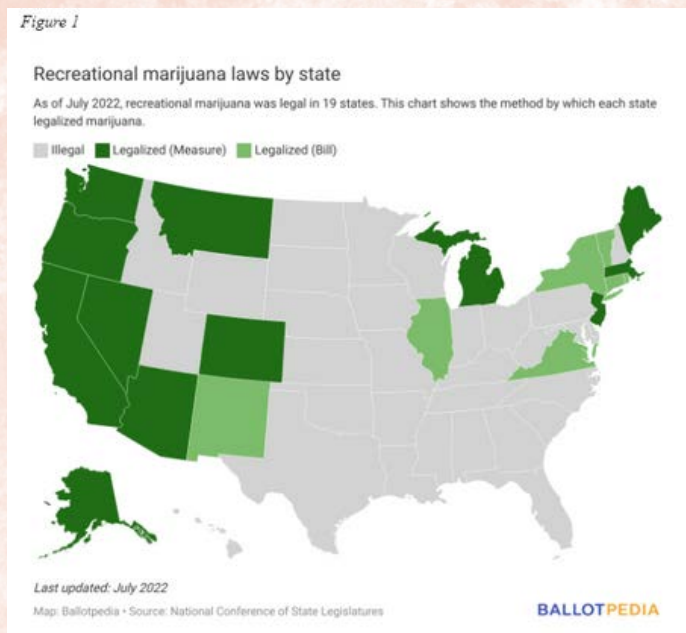 Figure 1
Recreational marijuana laws by state
As of July 2022, recreational marijuana was legal in 19 states. This chart shows the method by which each state
legalized marijuana.
Illegal Legalized (Measure) Legalized (Bill)
Last updated: July 2022
Map: Ballotpedia • Source: National Conference of State Legislatures
BALLOTPEDIA